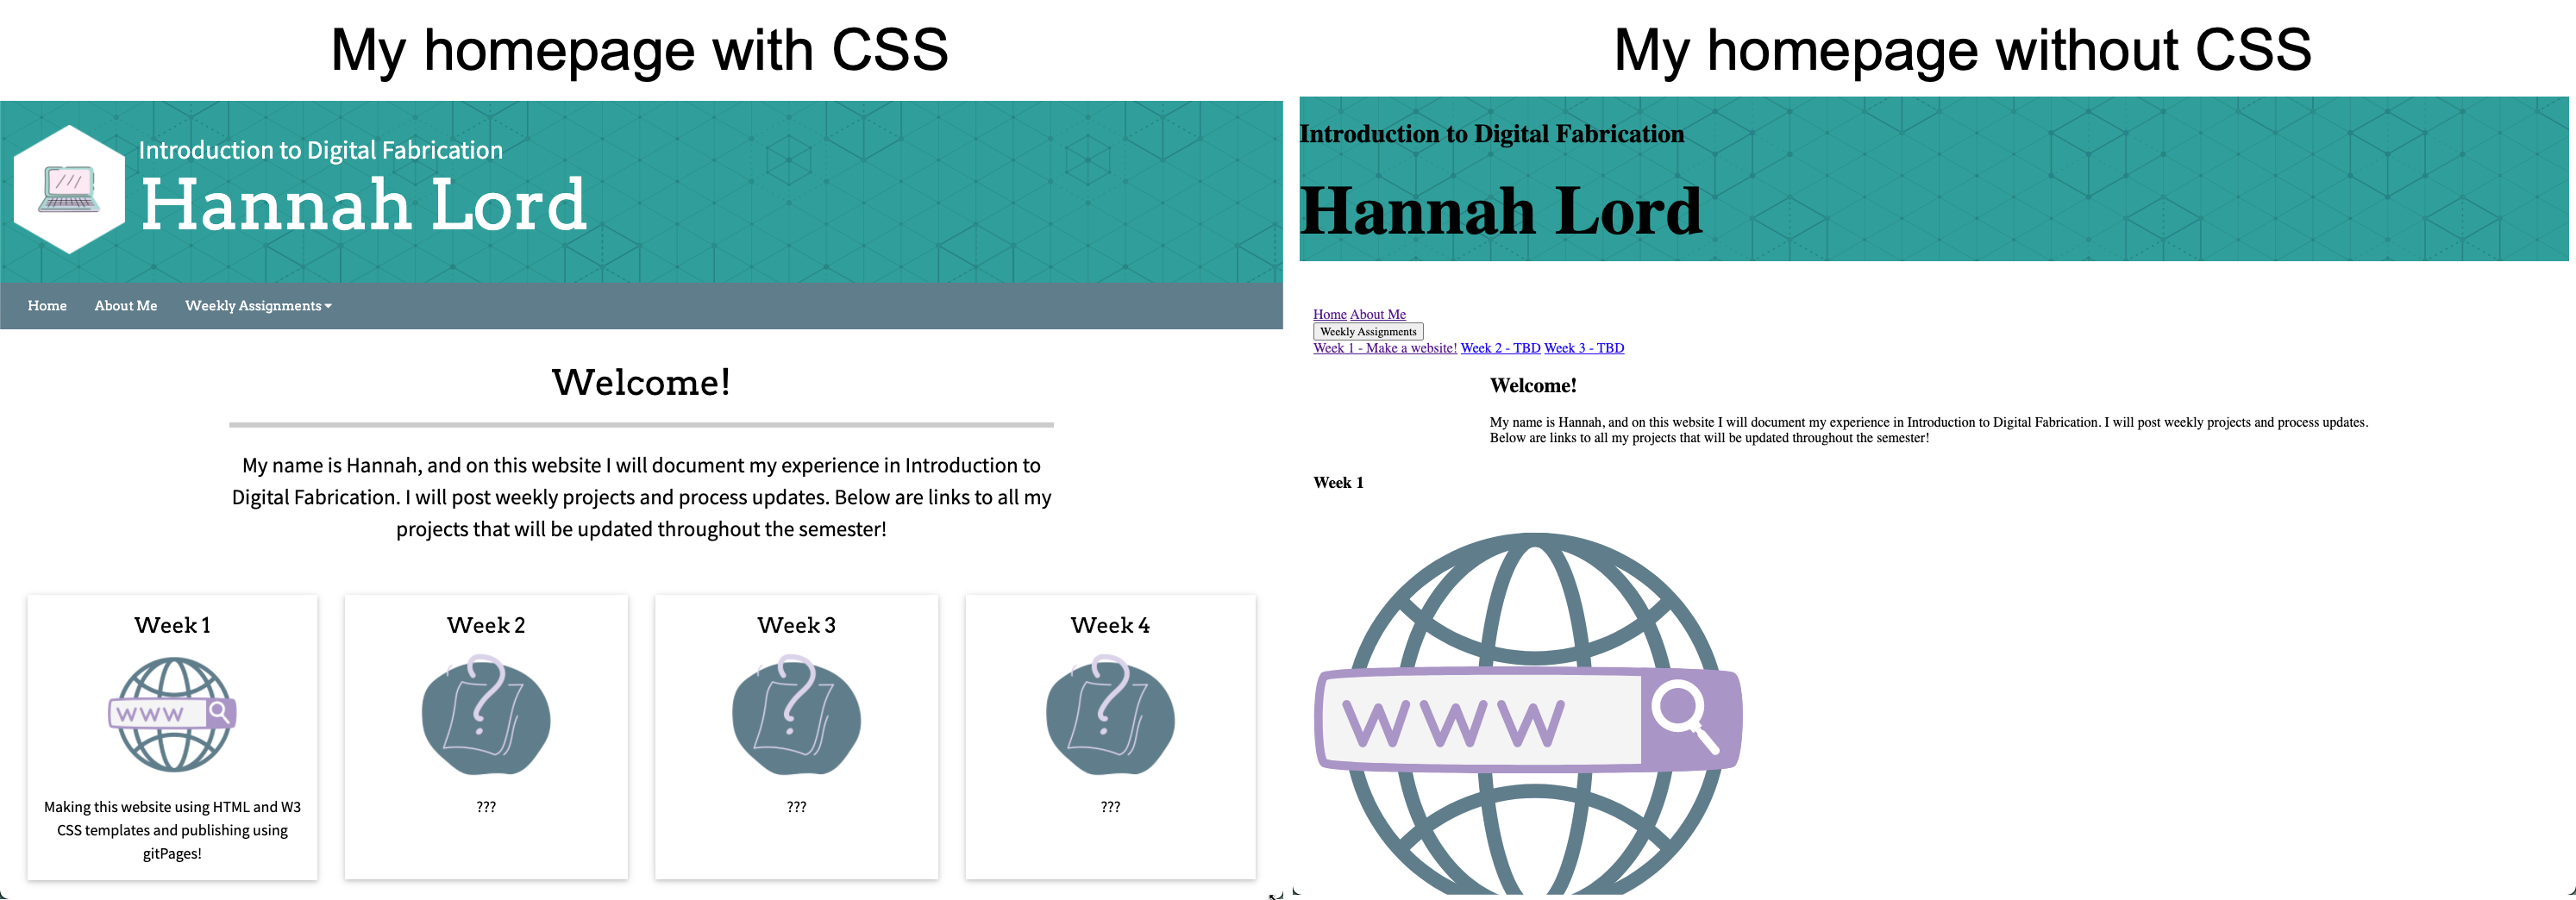 My homepage with CSS
Introduction to Digital Fabrication
Hannah Lord
Home About Me Weekly Assignments
Welcome!
My name is Hannah, and on this website I will document my experience in Introduction to
Digital Fabrication. I will post weekly projects and process updates. Below are links to all my
projects that will be updated throughout the semester!
Week 1
WWW
Making this website using HTML and W3
CSS templates and publishing using
gitPages!
Week 2
?
???
Week 3
?
???
Week 4
?
???
My homepage without CSS
Introduction to Digital Fabrication
Hannah Lord
Home About Me
Weekly Assignments
Week 1 - Make a website! Week 2 - TBD Week 3 - TBD
Welcome!
My name is Hannah, and on this website I will document my experience in Introduction to Digital Fabrication. I will post weekly projects and process updates.
Below are links to all my projects that will be updated throughout the semester!
Week 1
WWW